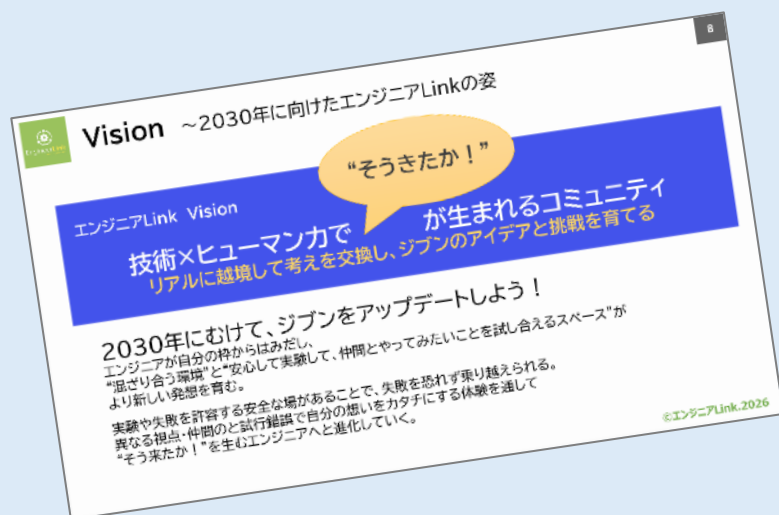 8
Vision ～2030年に向けたエンジニアLinkの姿
“そうきたか！”
エンジニアLink Vision
技術×ヒューマン力で が生まれるコミュニティ
リアルに越境して考えを交換し、ジブンのアイデアと挑戦を育てる
2030年にむけて、ジブンをアップデートしよう！
エンジニアが自分の枠からはみだし、
“混ざり合う環境”と“安心して実験して、仲間とやってみたいことを試し合えるスペース”が
より新しい発想を育む。
実験や失敗を許容する安全な場があることで、失敗を恐れず乗り越えられる。
異なる視点・仲間のと試行錯誤で自分の想いをカタチにする体験を通して
“そう来たか！”を生むエンジニアへと進化していく。
©エンジニアLink.2026